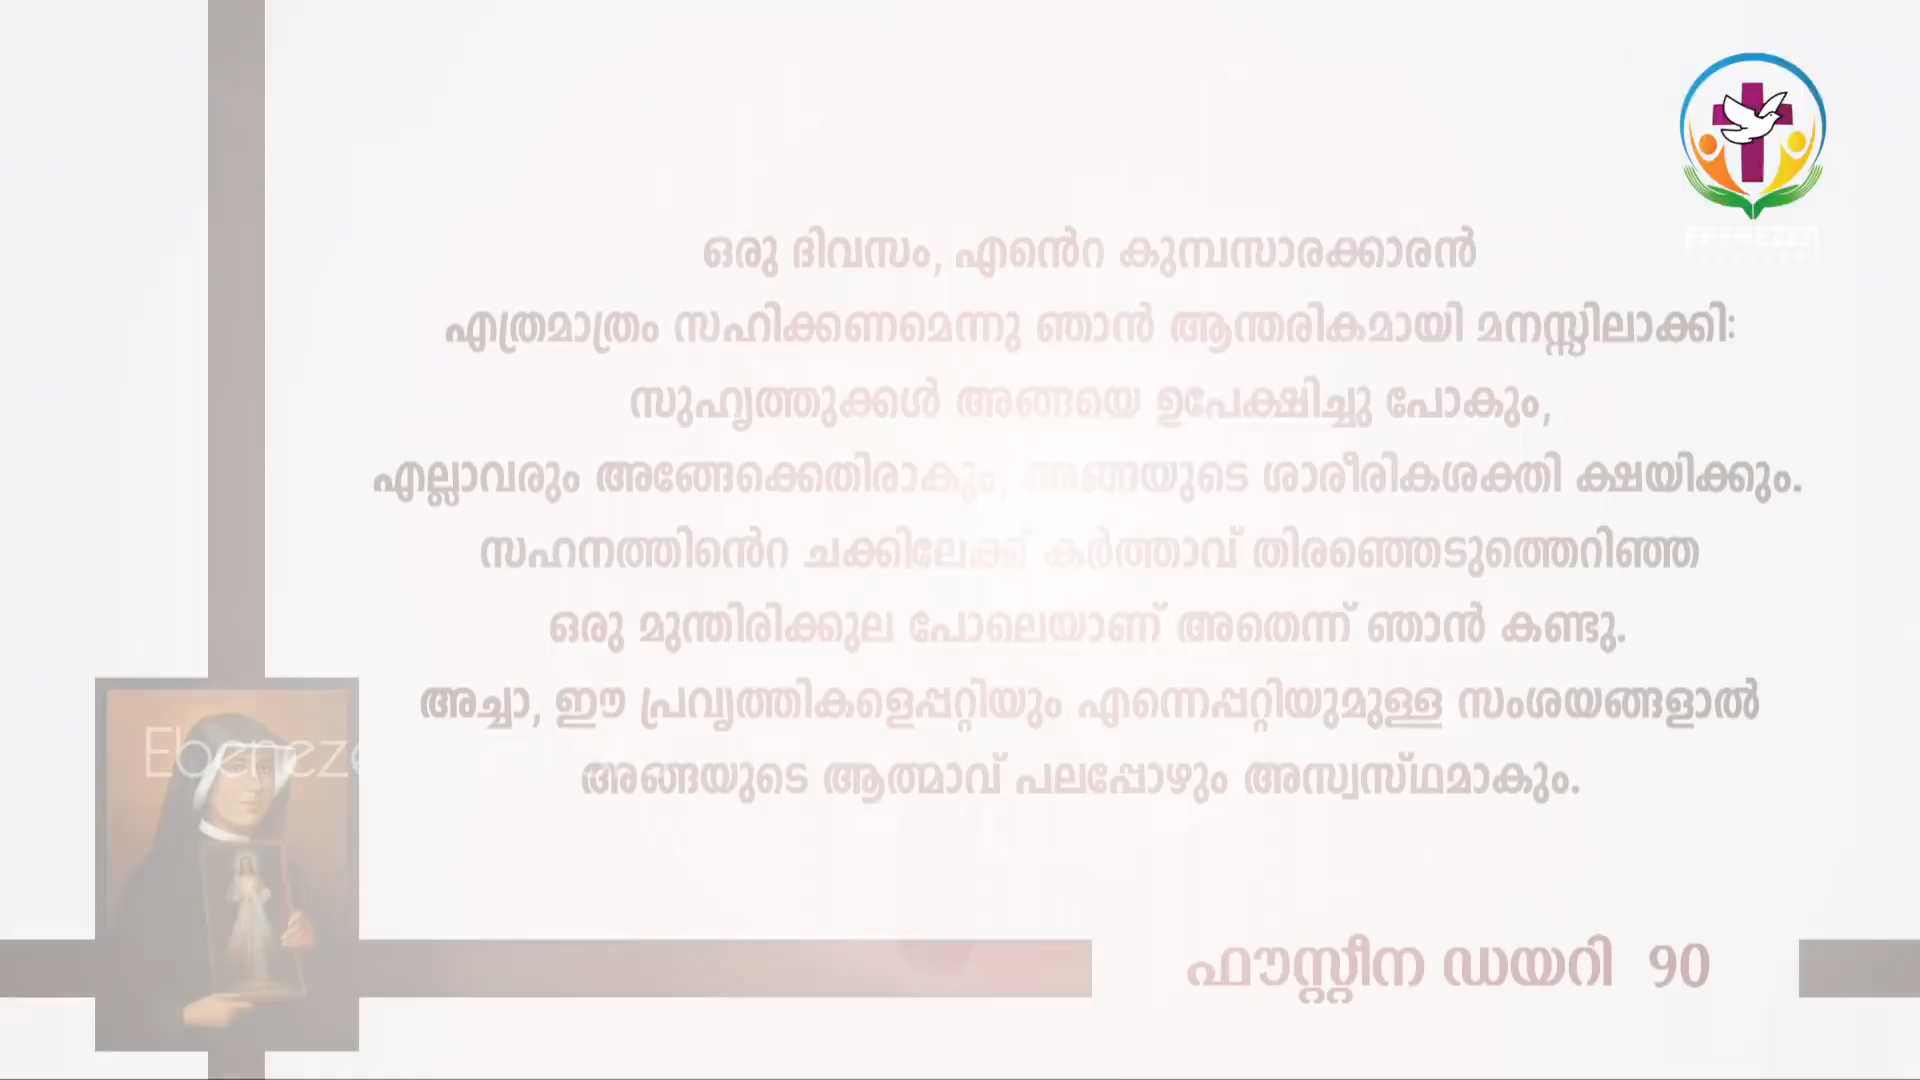 ഒരു ദിവസം, എന്റെ കുമ്പസാരക്കാരൻ
എത്രമാത്രം സഹിക്കണമെന്നു ഞാൻ ആന്തരികമായി മനസ്സിലാക്കി:
സുഹൃത്തുക്കൾ അങ്ങയെ ഉപേക്ഷിച്ചു പോകും,
എല്ലാവരും അങ്ങേക്കെതിരാകും, അങ്ങയുടെ ശാരീരികശക്തി ക്ഷയിക്കും.
സഹനത്തിന്റെ ചക്കിലേക്ക് കർത്താവ് തിരഞ്ഞെടുത്തെറിഞ്ഞ
ഒരു മുന്തിരിക്കുല പോലെയാണ് അതെന്ന് ഞാൻ കണ്ടു.
അച്ചാ, ഈ പ്രവൃത്തികളെപ്പറ്റിയും എന്നെപ്പറ്റിയുമുള്ള സംശയങ്ങളാൽ
അങ്ങയുടെ ആത്മാവ് പലപ്പോഴും അസ്വസ്ഥമാകും.
ഫൗസ്റ്റീന ഡയറി 90